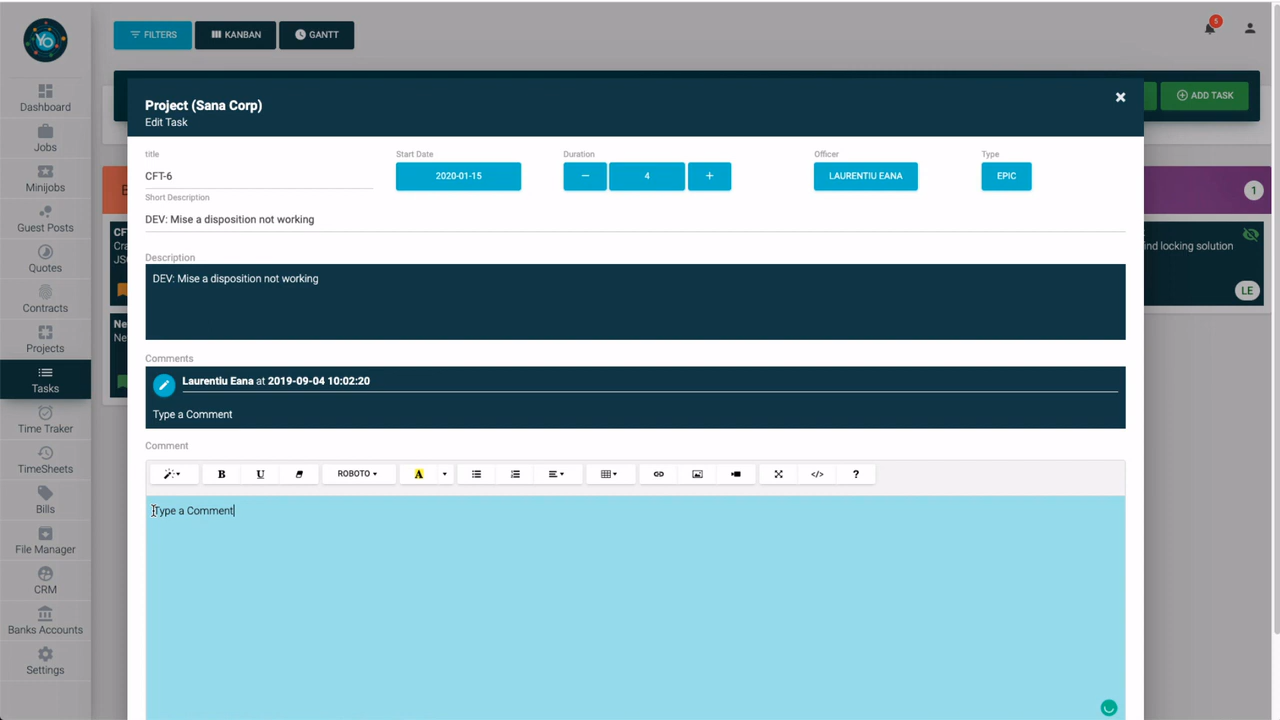 Yo
FILTERS
KANBAN
GANTT
5
Dashboard
Jobs
Minijobs
Guest Posts
Quotes
Contracts
Projects
Tasks
Time Traker
TimeSheets
Bills
File Manager
CRM
Banks Accounts
Settings
ADD TASK
Project (Sana Corp)
Edit Task
title
Start Date
Duration
Officer
Type
CFT-6
2020-01-15
−
4
+
LAURENTIU EANA
EPIC
Short Description
DEV: Mise a disposition not working
Description
DEV: Mise a disposition not working
Comments
Laurentiu Eana at 2019-09-04 10:02:20
Type a Comment
Comment
B
U
ROBOTO
A
</>
?
Type a Comment
1
locking solution
LE